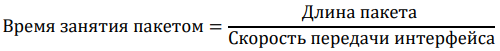 Время занятия пакетом =
Длина пакета
Скорость передачи интерфейса